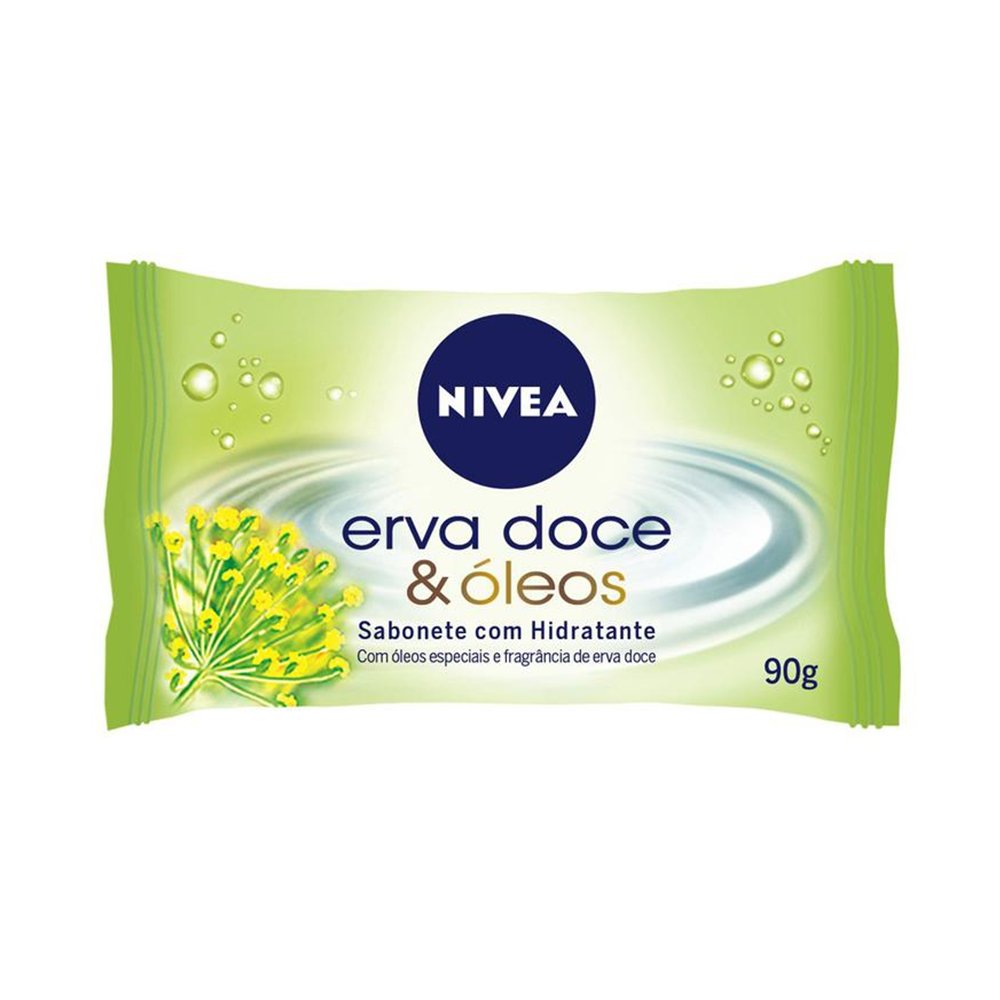 NIVEA
erva doce
& óleos
Sabonete com Hidratante
Com óleos especiais e fragrância de erva doce
90g